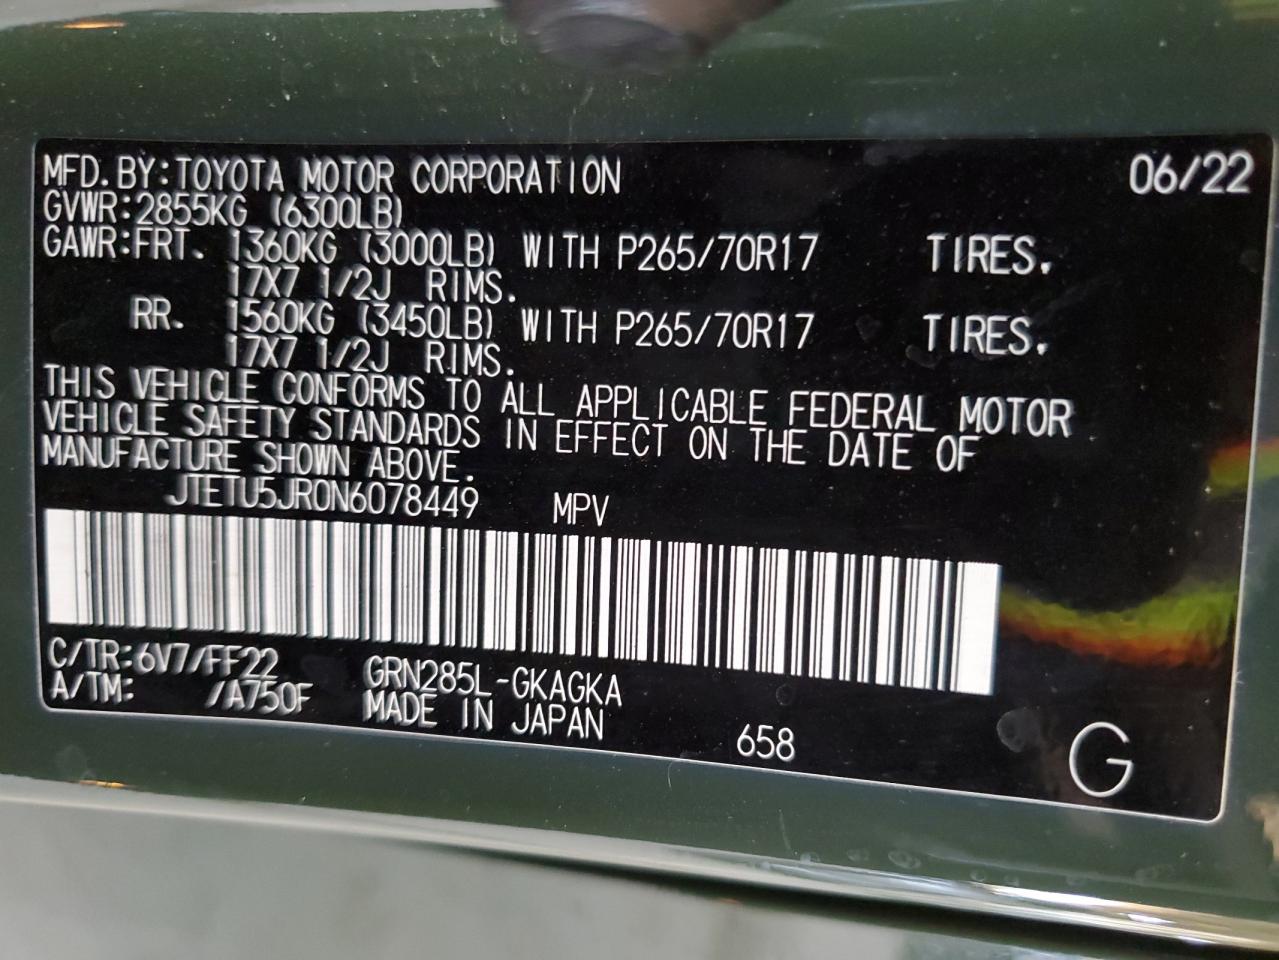 MFD.BY:TOYOTA MOTOR CORPORATION 06/22
GVWR:2855KG (6300LB)
GAWR:FRT. 1360KG (3000LB) WITH P265/70R17 TIRES.
17X7 1/2J RIMS.
RR. 1560KG (3450LB) WITH P265/70R17 TIRES.
17X7 1/2J RIMS.
THIS VEHICLE CONFORMS TO ALL APPLICABLE FEDERAL MOTOR
VEHICLE SAFETY STANDARDS IN EFFECT ON THE DATE OF
MANUFACTURE SHOWN ABOVE.
JTETU5JR0N6078449 MPV
C/TR:6V7/FF22 GRN285L-GKAGKA
A/TM: /A750F MADE IN JAPAN 658 G